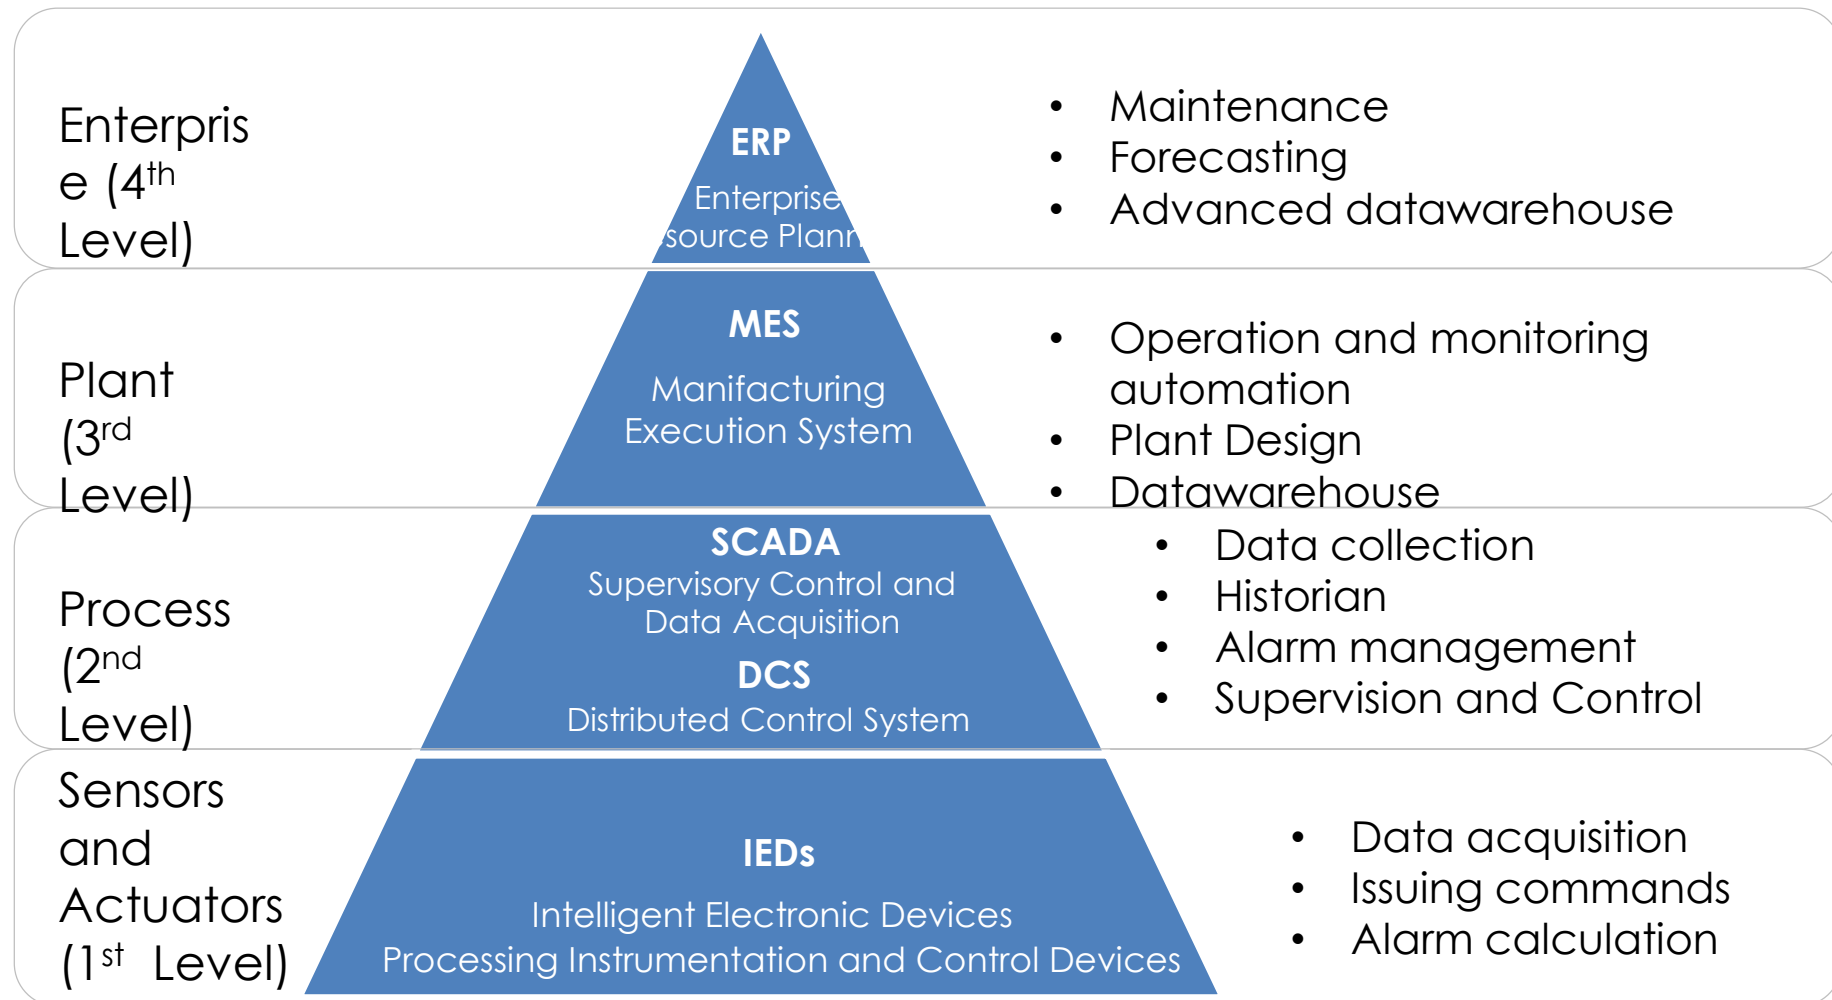 Enterpris
e (4th
Level)
ERP
Enterprise
source Plann
• Maintenance
• Forecasting
• Advanced datawarehouse
Plant
(3rd
Level)
MES
Manifacturing
Execution System
• Operation and monitoring
automation
• Plant Design
• Datawarehouse
Process
(2nd
Level)
SCADA
Supervisory Control and
Data Acquisition
DCS
Distributed Control System
• Data collection
• Historian
• Alarm management
• Supervision and Control
Sensors
and
Actuators
(1st Level)
IEDs
Intelligent Electronic Devices
Processing Instrumentation and Control Devices
• Data acquisition
• Issuing commands
• Alarm calculation